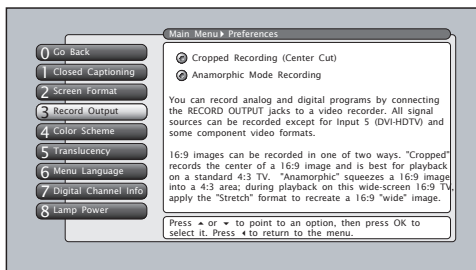 Main Menu Preferences
0 Go Back
1 Closed Captioning
2 Screen Format
3 Record Output
4 Color Scheme
5 Translucency
6 Menu Language
7 Digital Channel Info
8 Lamp Power
Cropped Recording (Center Cut)
Anamorphic Mode Recording
You can record analog and digital programs by connecting
the RECORD OUTPUT jacks to a video recorder. All signal
sources can be recorded except for Input 5 (DVI-HDTV) and
some component video formats.
16:9 images can be recorded in one of two ways. "Cropped"
records the center of a 16:9 image and is best for playback
on a standard 4:3 TV. "Anamorphic" squeezes a 16:9 image
into a 4:3 area; during playback on this wide-screen 16:9 TV,
apply the "Stretch" format to recreate a 16:9 "wide" image.
Press ▲ or ▼ to point to an option, then press OK to
select it. Press ◀ to return to the menu.